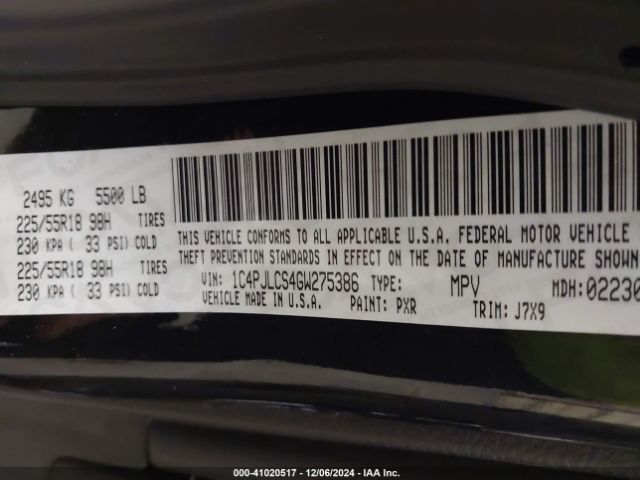 2495 KG 5500 LB
225/55R18 98H TIRES
230 KPA ( 33 PSI) COLD
225/55R18 98H TIRES
230 KPA ( 33 PSI) COLD
THIS VEHICLE CONFORMS TO ALL APPLICABLE U.S.A. FEDERAL MOTOR VEHICLE
THEFT PREVENTION STANDARDS IN EFFECT ON THE DATE OF MANUFACTURE SHOWN
VIN: 1C4PJLCS4GW275386 TYPE: MPV MDH: 02230
VEHICLE MADE IN U.S.A. PAINT: PXR TRIM: J7X9
000-41020517 - 12/06/2024 - IAA Inc.